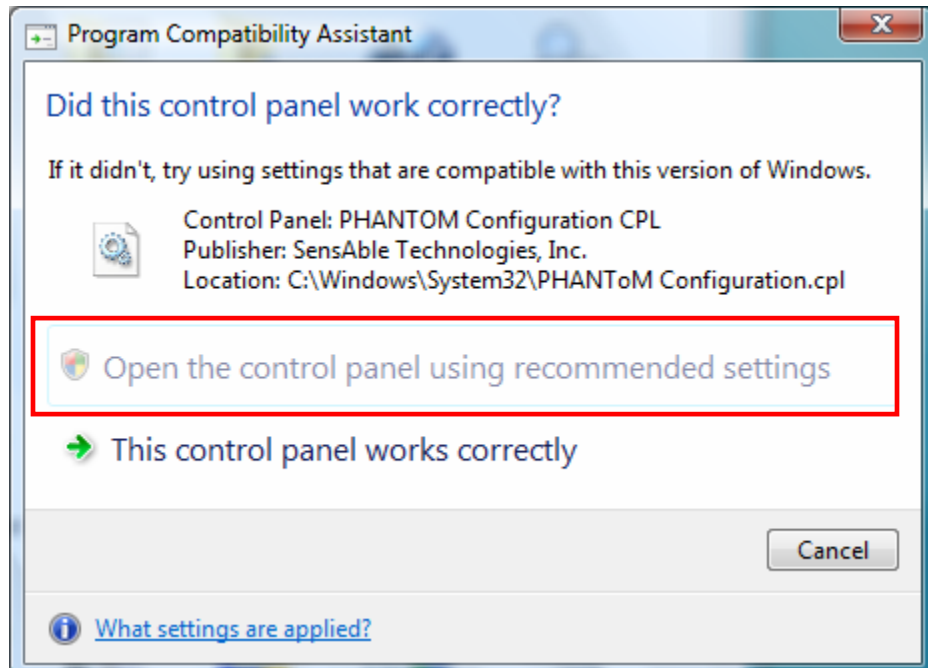 Program Compatibility Assistant
Did this control panel work correctly?
If it didn't, try using settings that are compatible with this version of Windows.
Control Panel: PHANTOM Configuration CPL
Publisher: SensAble Technologies, Inc.
Location: C:\Windows\System32\PHANToM Configuration.cpl
Open the control panel using recommended settings
This control panel works correctly
Cancel
What settings are applied?